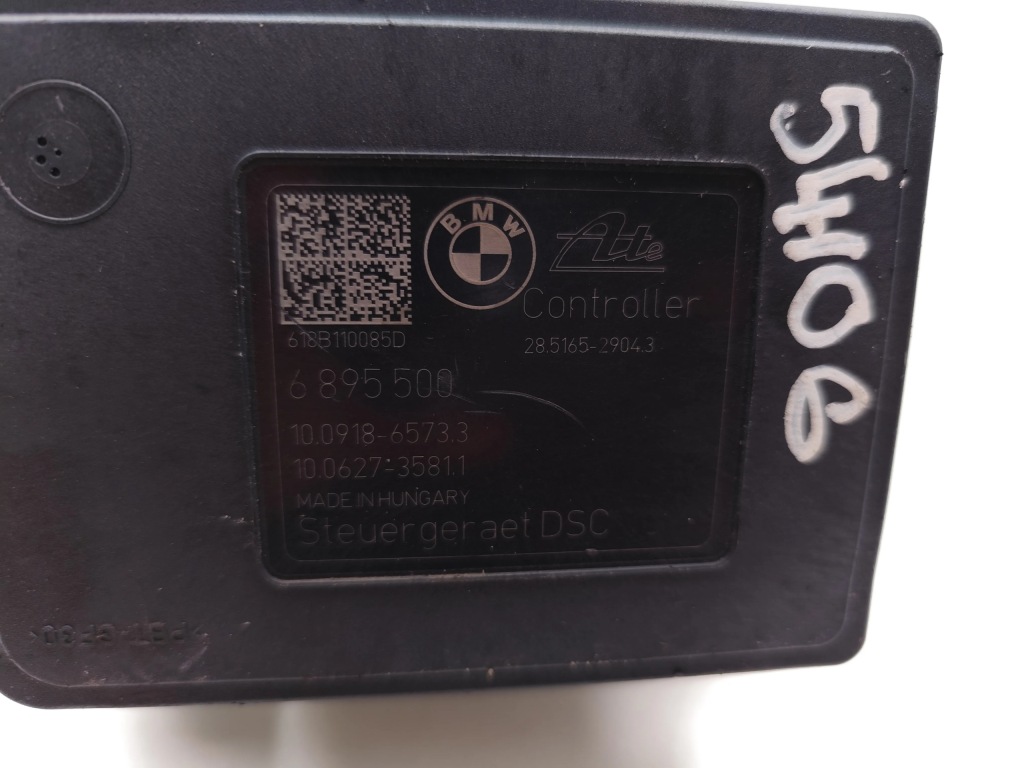 BMW
Ate
Controller
618B110085D
28.5165-2904.3
6 895 500
10.0918-6573.3
10.0627-3581.1
MADE IN HUNGARY
Steuergeraet DSC
5406